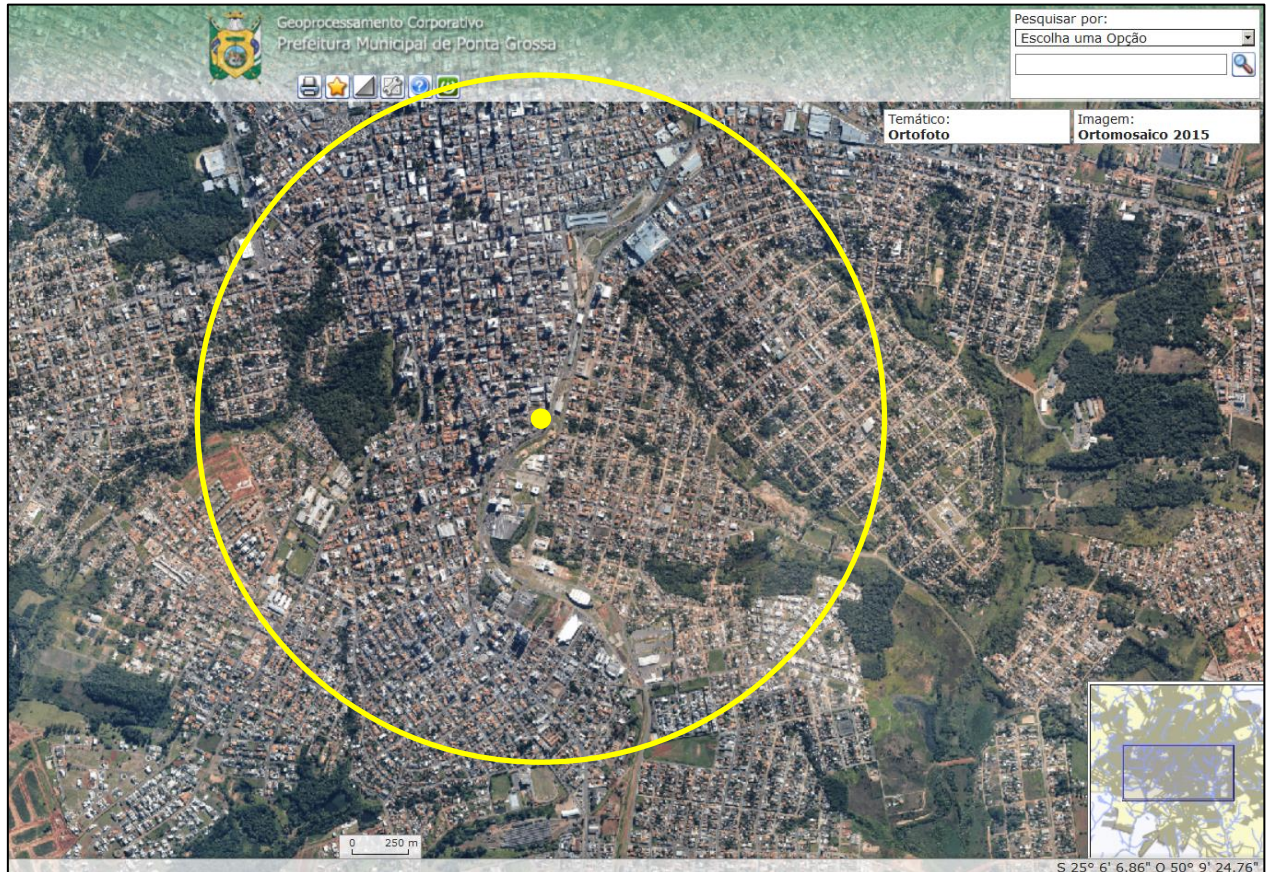 Geoprocessamento Corporativo
Prefeitura Municipal de Ponta Grossa
Pesquisar por:
Escolha uma Opção
Temático:
Ortofoto
Imagem:
Ortomosaico 2015
0 250 m
S 25° 6' 6.86" O 50° 9' 24.76"